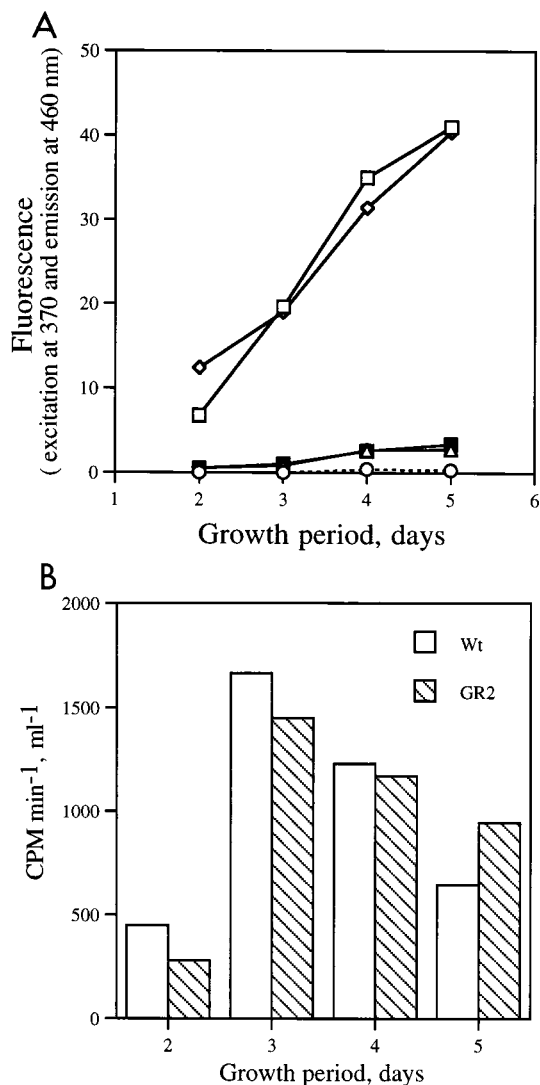 A
50
40
30
20
10
0
Fluorescence
( excitation at 370 and emission at 460 nm)
1 2 3 4 5 6
Growth period, days
B
2000
1500
1000
500
0
CPM min-1, ml-1
Wt
GR2
2 3 4 5
Growth period, days